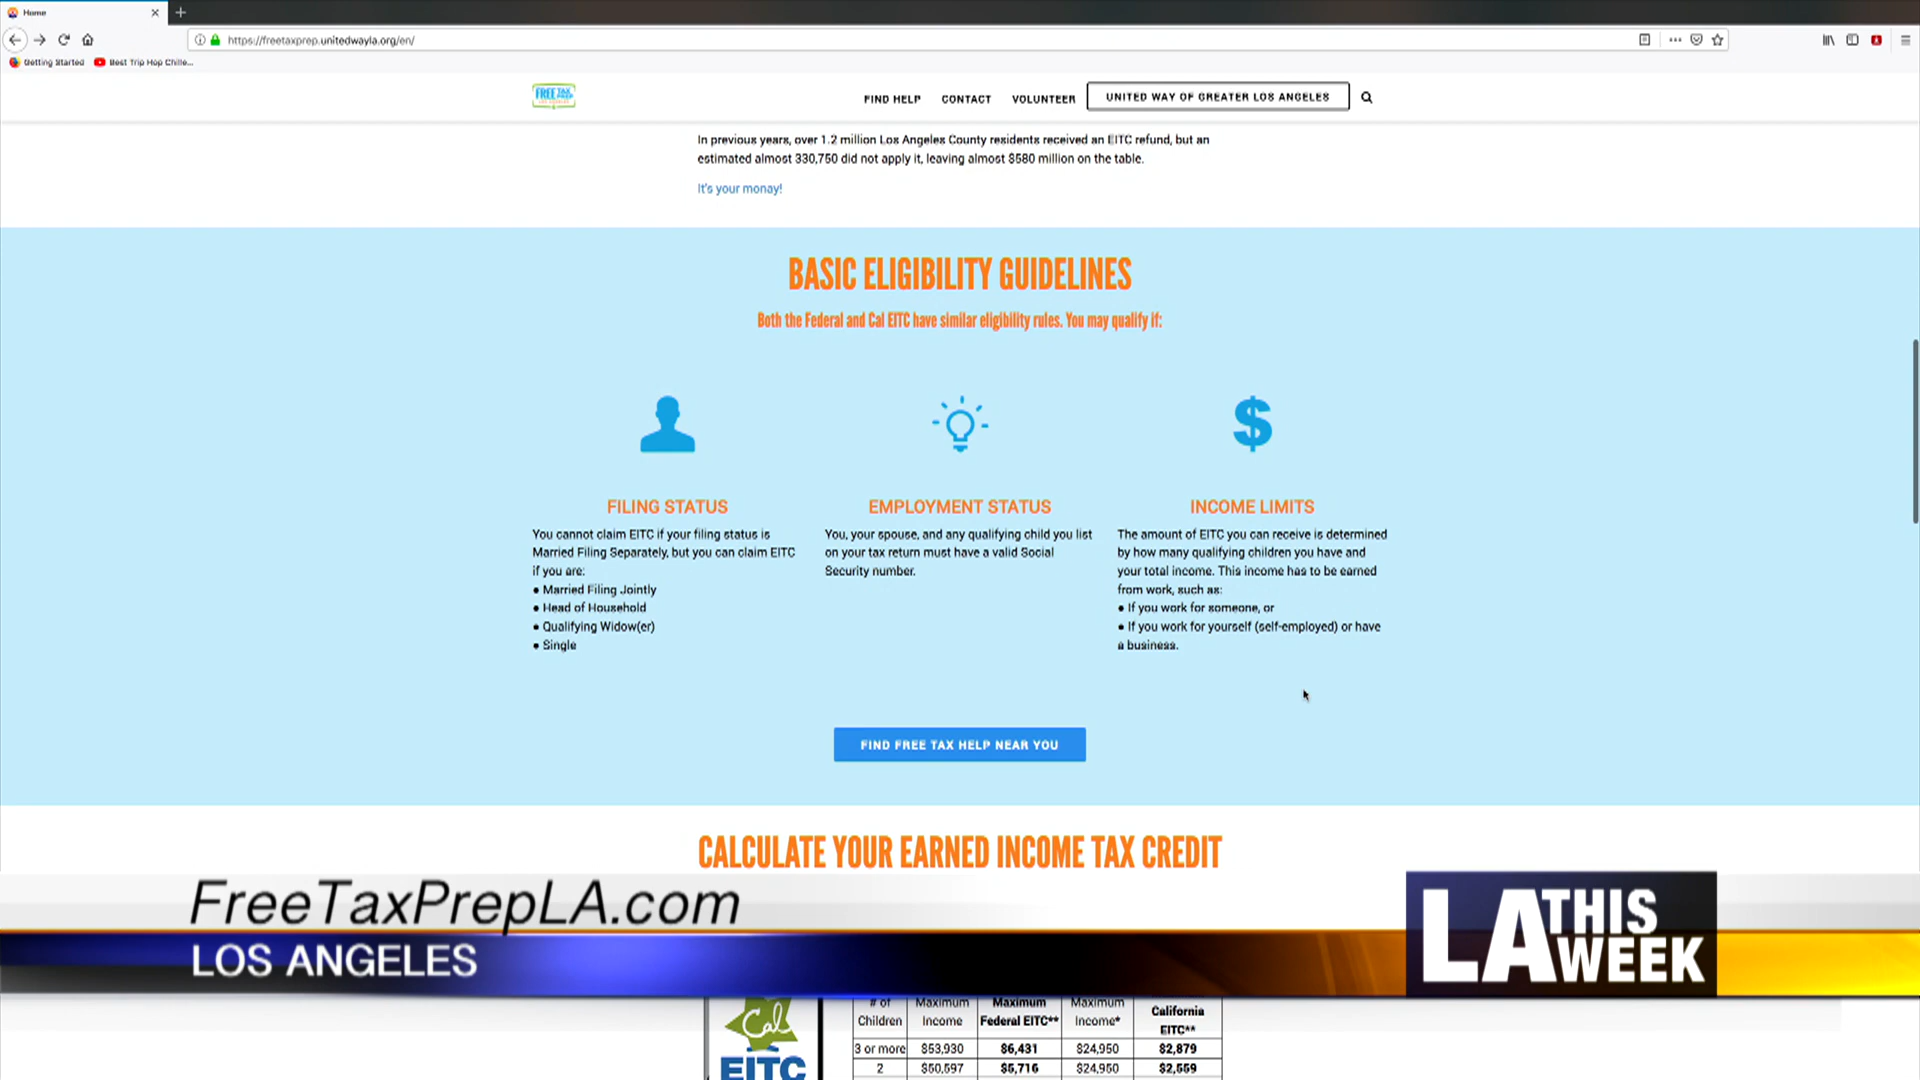 Home
https://freetaxprep.unitedwayla.org/en/
Getting Started Best Trip Hop Chille...
FREE TAX PREP
FIND HELP CONTACT VOLUNTEER UNITED WAY OF GREATER LOS ANGELES
In previous years, over 1.2 million Los Angeles County residents received an EITC refund, but an
estimated almost 330,750 did not apply it, leaving almost $580 million on the table.
It's your monay!
BASIC ELIGIBILITY GUIDELINES
Both the Federal and Cal EITC have similar eligibility rules. You may qualify if:
FILING STATUS
You cannot claim EITC if your filing status is
Married Filing Separately, but you can claim EITC
if you are:
• Married Filing Jointly
• Head of Household
• Qualifying Widow(er)
• Single
EMPLOYMENT STATUS
You, your spouse, and any qualifying child you list
on your tax return must have a valid Social
Security number.
INCOME LIMITS
The amount of EITC you can receive is determined
by how many qualifying children you have and
your total income. This income has to be earned
from work, such as:
• If you work for someone, or
• If you work for yourself (self-employed) or have
a business.
FIND FREE TAX HELP NEAR YOU
CALCULATE YOUR EARNED INCOME TAX CREDIT
FreeTaxPrepLA.com
LOS ANGELES
LA THIS WEEK
Cal
EITC
# of Children Maximum Income Maximum Federal EITC** Maximum Income* California EITC**
3 or more $53,930 $6,431 $24,950 $2,879
2 $50,597 $5,716 $24,950 $2,559